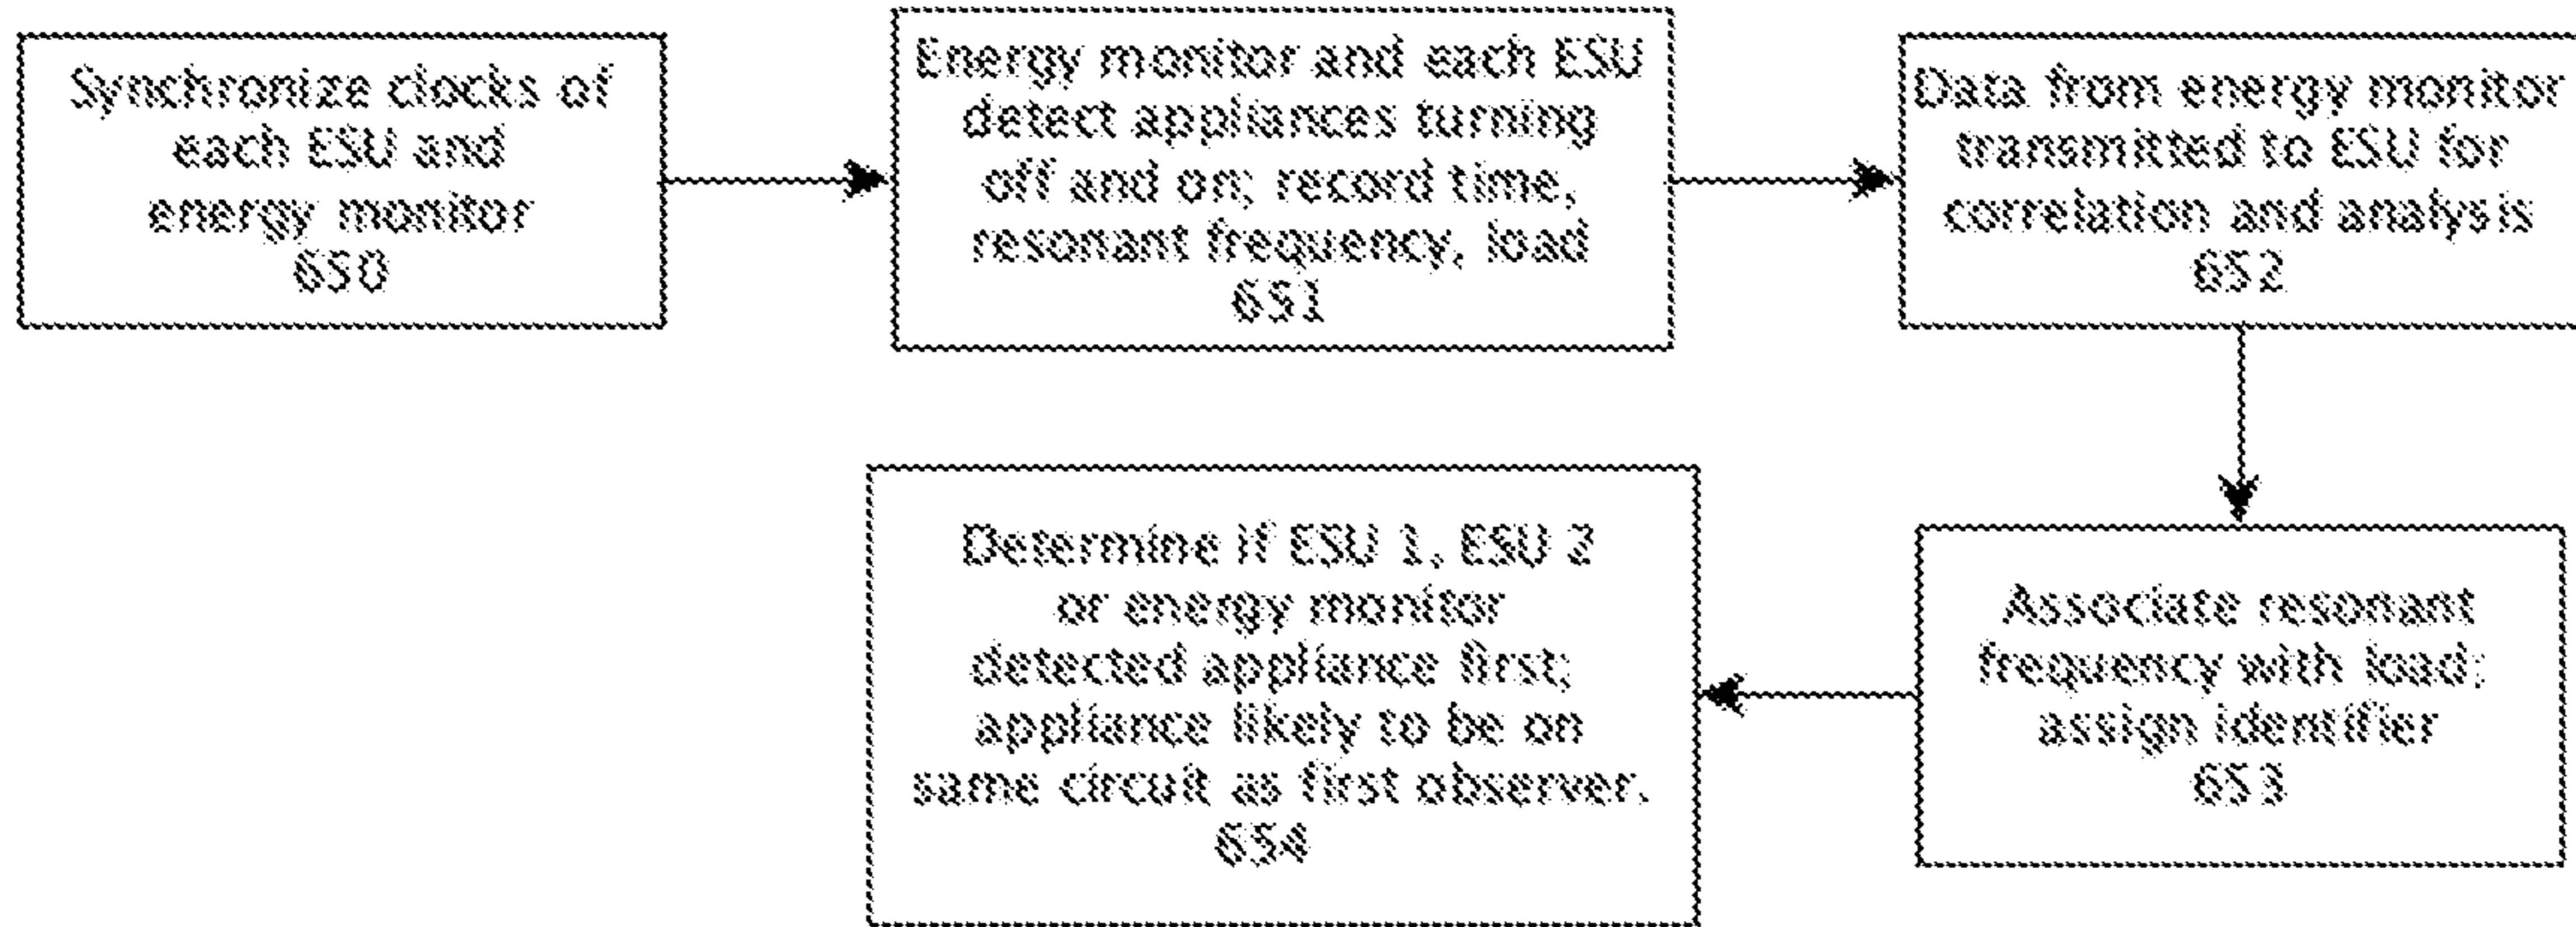 Synchronize clocks of
each ESU and
energy monitor
650
Energy monitor and each ESU
detect appliances turning
off and on; record time,
resonant frequency, load
651
Data from energy monitor
transmitted to ESU for
correlation and analysis
652
Associate resonant
frequency with load;
assign identifier
653
Determine if ESU 1, ESU 2
or energy monitor
detected appliance first;
appliance likely to be on
same circuit as first observer.
654